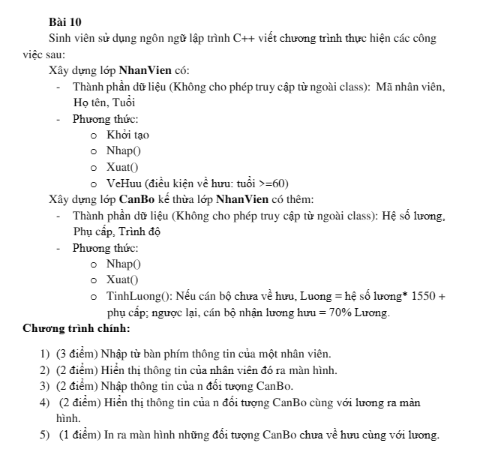 Bài 10
Sinh viên sử dụng ngôn ngữ lập trình C++ viết chương trình thực hiện các công
việc sau:
Xây dựng lớp NhanVien có:
- Thành phần dữ liệu (Không cho phép truy cập từ ngoài class): Mã nhân viên,
Họ tên, Tuổi
- Phương thức:
o Khởi tạo
o Nhap()
o Xuat()
o VeHuu (điều kiện về hưu: tuổi >=60)
Xây dựng lớp CanBo kế thừa lớp NhanVien có thêm:
- Thành phần dữ liệu (Không cho phép truy cập từ ngoài class): Hệ số lương,
Phụ cấp, Trình độ
- Phương thức:
o Nhap()
o Xuat()
o TinhLuong(): Nếu cán bộ chưa về hưu, Luong = hệ số lương* 1550 +
phụ cấp; ngược lại, cán bộ nhận lương hưu = 70% Lương.
Chương trình chính:
1) (3 điểm) Nhập từ bàn phím thông tin của một nhân viên.
2) (2 điểm) Hiển thị thông tin của nhân viên đó ra màn hình.
3) (2 điểm) Nhập thông tin của n đối tượng CanBo.
4) (2 điểm) Hiển thị thông tin của n đối tượng CanBo cùng với lương ra màn
hình.
5) (1 điểm) In ra màn hình những đối tượng CanBo chưa về hưu cùng với lương.